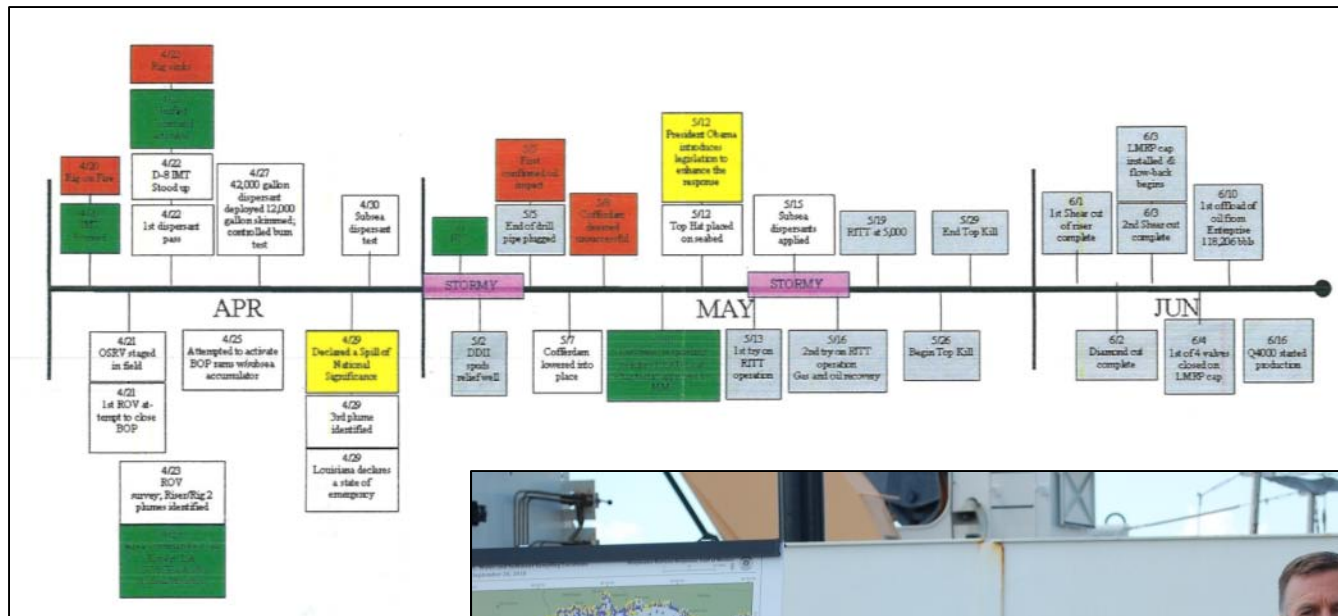 4/22
Rig sinks
4/20
Rig on Fire
4/22
D-8 IMT
Stood up
4/22
1st dispersant
pass
4/27
42,000 gallon
dispersant
deployed 12,000
gallon skimmed;
controlled burn
test
4/30
Subsea
dispersant
test
5/5
First
confirmed oil
impact
5/5
End of drill
pipe plugged
5/8
Cofferdam
deemed
unsuccessful
5/12
President Obama
introduces
legislation to
enhance the
response
5/12
Top Hat placed
on seabed
5/15
Subsea
dispersants
applied
5/19
RITT at 5,000
5/29
End Top Kill
6/1
1st Shear cut
of riser
complete
6/3
LMRP cap
installed &
flow-back
begins
6/3
2nd Shear cut
complete
6/10
1st offload of
oil from
Enterprise
118,206 bbls
STORMY
STORMY
APR
MAY
JUN
4/21
OSRV staged
in field
4/21
1st ROV at-
tempt to close
BOP
4/23
ROV
survey; Riser/Rig 2
plumes identified
4/25
Attempted to activate
BOP rams w/subsea
accumulator
4/29
Declared a Spill of
National
Significance
4/29
3rd plume
identified
4/29
Louisiana declares
a state of
emergency
5/2
DDII
spuds
relief well
5/7
Cofferdam
lowered into
place
5/13
1st try on
RITT
operation
5/16
2nd try on RITT
operation
Gas and oil recovery
5/26
Begin Top Kill
6/2
Diamond cut
complete
6/4
1st of 4 valves
closed on
LMRP cap
6/16
Q4000 started
production